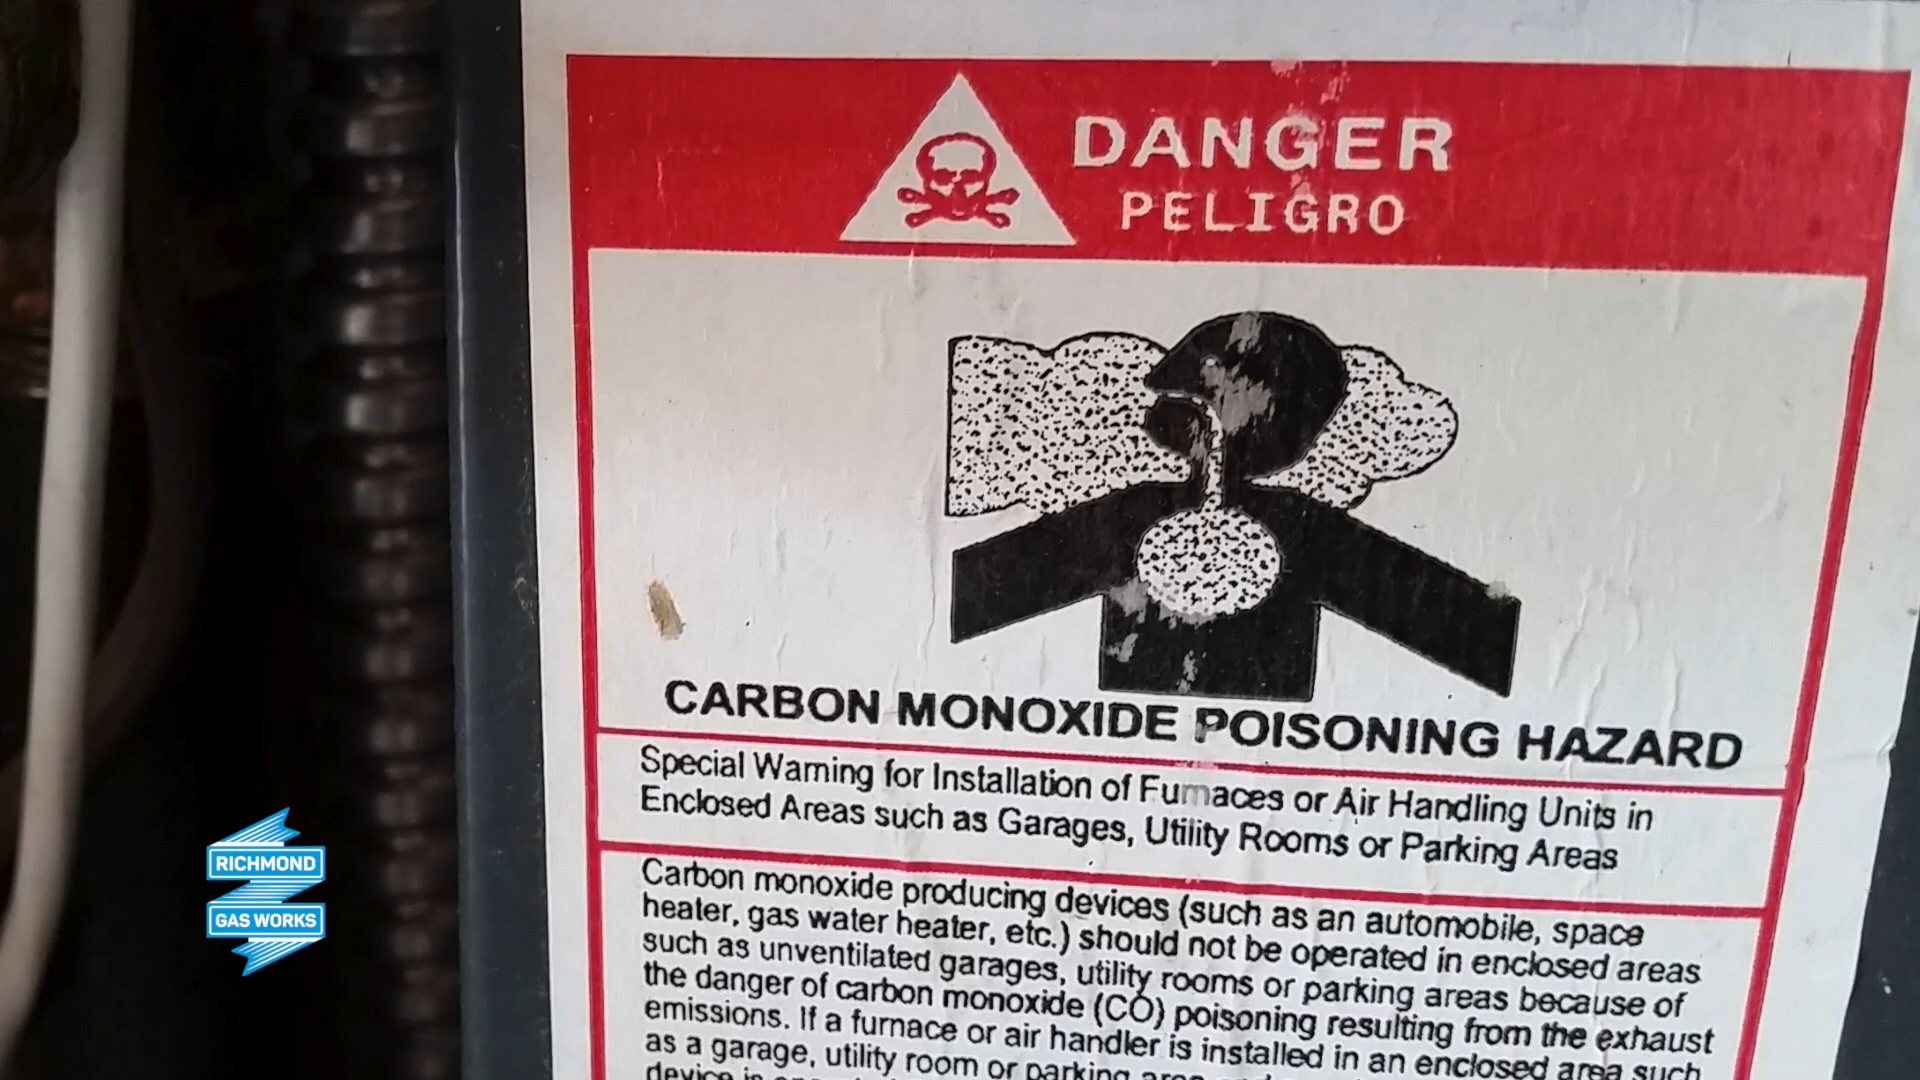 DANGER
PELIGRO
CARBON MONOXIDE POISONING HAZARD
Special Warning for Installation of Furnaces or Air Handling Units in
Enclosed Areas such as Garages, Utility Rooms or Parking Areas
Carbon monoxide producing devices (such as an automobile, space
heater, gas water heater, etc.) should not be operated in enclosed areas
such as unventilated garages, utility rooms or parking areas because of
the danger of carbon monoxide (CO) poisoning resulting from the exhaust
emissions. If a furnace or air handler is installed in an enclosed area such
as a garage, utility room or parking area
device is
RICHMOND
GAS WORKS